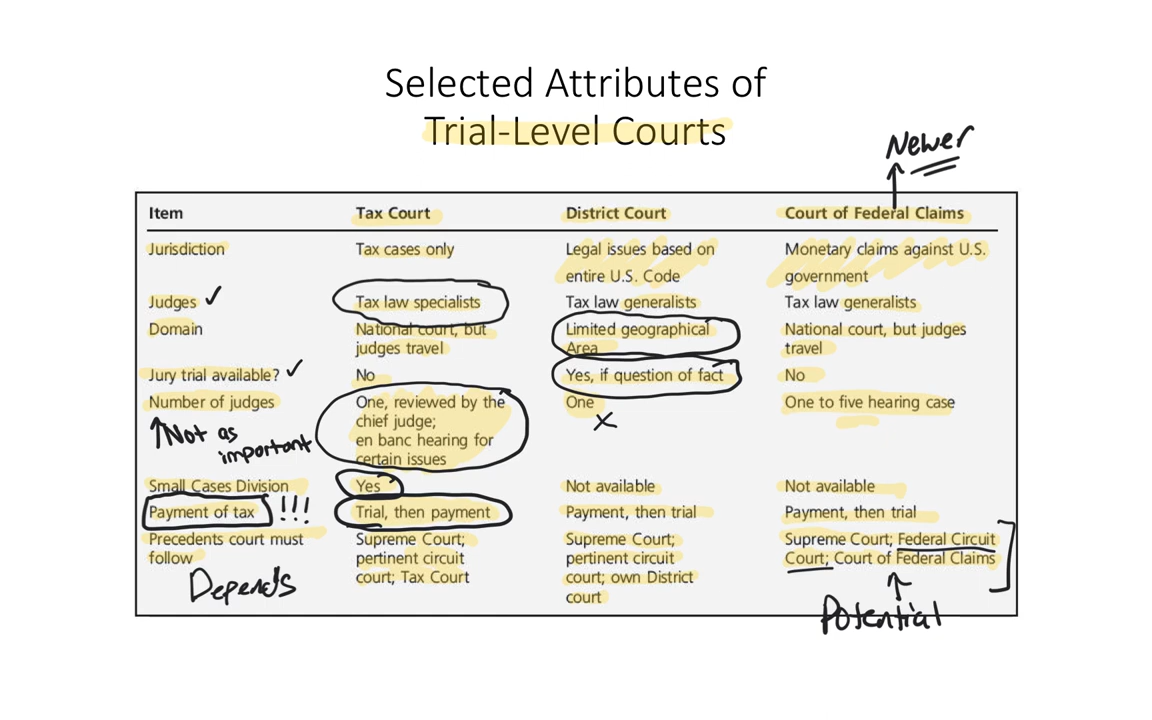 Selected Attributes of
Trial-Level Courts
Newer
Item Tax Court District Court Court of Federal Claims
Jurisdiction Tax cases only Legal issues based on Monetary claims against U.S.
entire U.S. Code government
Judges ✓ Tax law specialists Tax law generalists Tax law generalists
Domain National court, but Limited geographical National court, but judges
judges travel Area travel
Jury trial available? ✓ No Yes, if question of fact No
Number of judges One, reviewed by the One One to five hearing case
chief judge; X
↑Not as en banc hearing for
important certain issues
Small Cases Division Yes Not available Not available
Payment of tax !!! Trial, then payment Payment, then trial Payment, then trial
Precedents court must Supreme Court; Supreme Court; Supreme Court; Federal Circuit
follow pertinent circuit pertinent circuit Court; Court of Federal Claims
Depends court; Tax Court court; own District
court
Potential